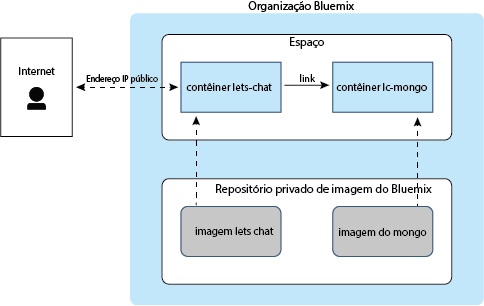 Organização Bluemix
Espaço
Internet
Endereço IP público
contêiner lets-chat
link
contêiner lc-mongo
Repositório privado de imagem do Bluemix
imagem lets chat
imagem do mongo